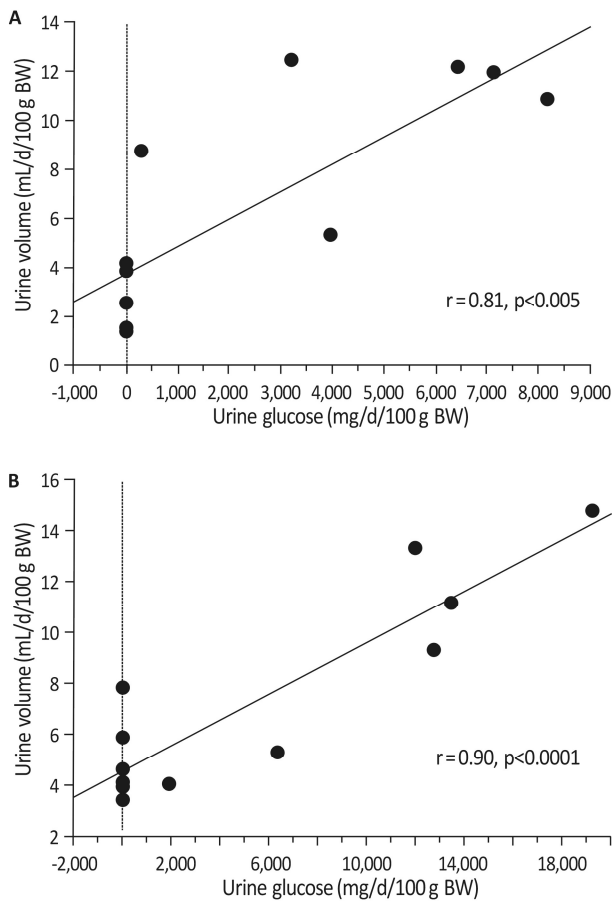 A
Urine volume (mL/d/100 g BW)
14
12
10
8
6
4
2
0
r=0.81, p<0.005
-1,000 0 1,000 2,000 3,000 4,000 5,000 6,000 7,000 8,000 9,000
Urine glucose (mg/d/100 g BW)
B
Urine volume (mL/d/100 g BW)
16
14
12
10
8
6
4
2
r=0.90, p<0.0001
-2,000 0 2,000 6,000 10,000 14,000 18,000
Urine glucose (mg/d/100 g BW)